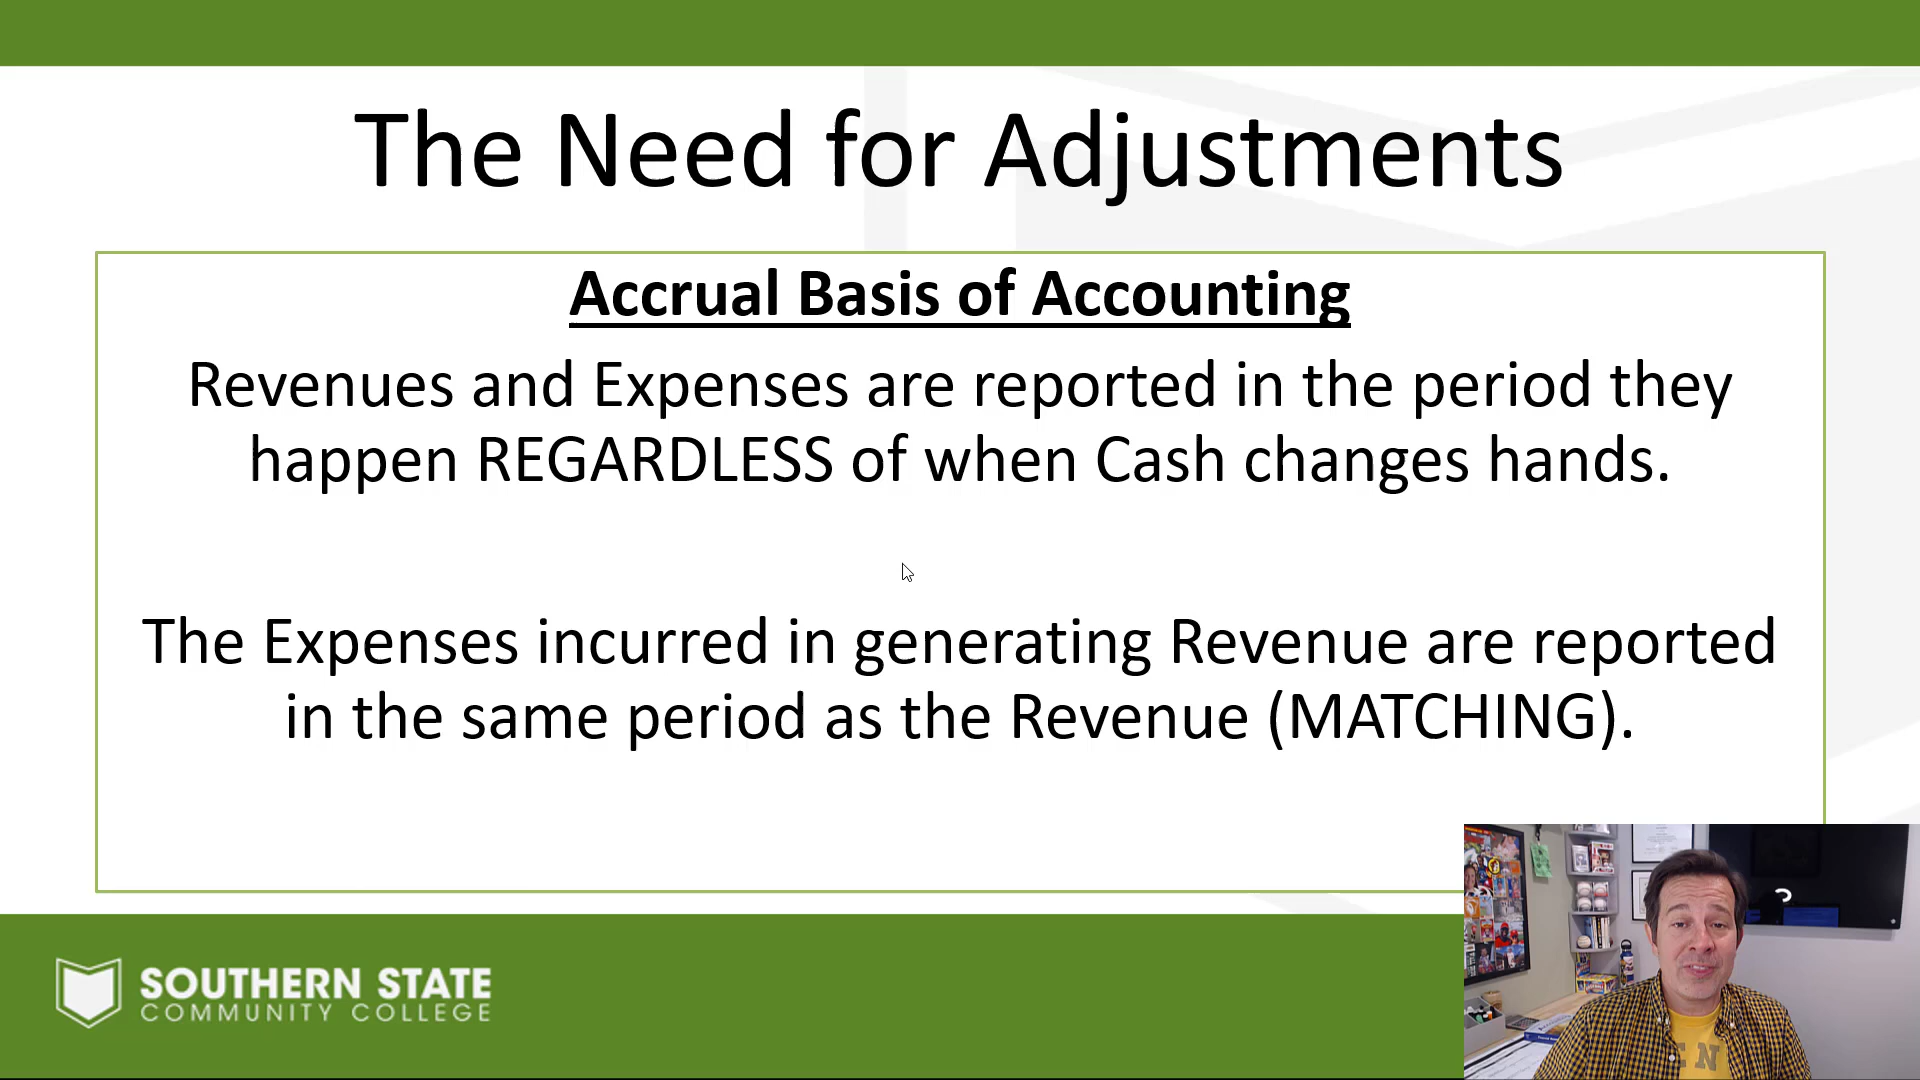 The Need for Adjustments
Accrual Basis of Accounting
Revenues and Expenses are reported in the period they
happen REGARDLESS of when Cash changes hands.
The Expenses incurred in generating Revenue are reported
in the same period as the Revenue (MATCHING).
SOUTHERN STATE
COMMUNITY COLLEGE